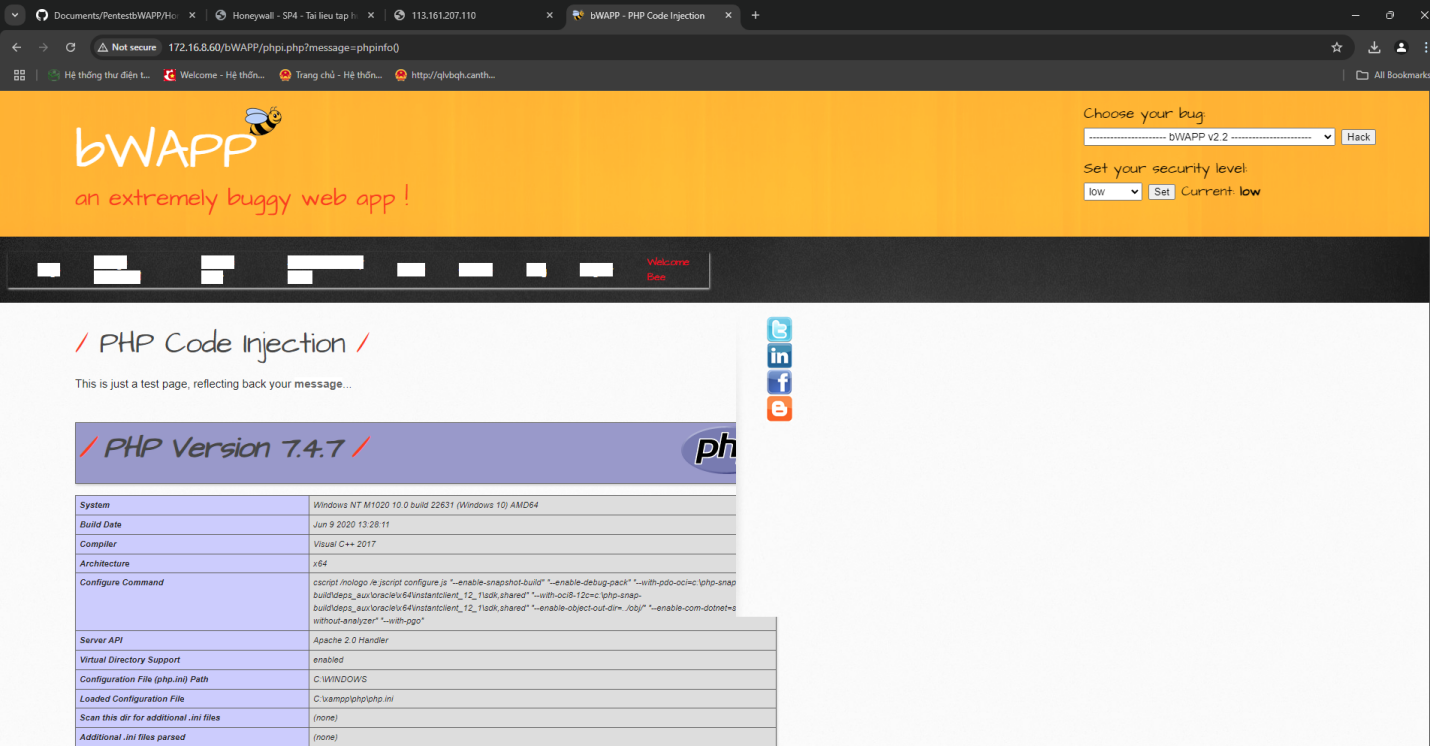 Documents/PentestbWAPP/Ho
Honeywall - SP4 - Tai lieu tap h
113.161.207.110
bWAPP - PHP Code Injection
Not secure
172.16.8.60/bWAPP/phpi.php?message=phpinfo()
Hệ thống thư điện t...
Welcome - Hệ thốn...
Trang chủ - Hệ thốn...
http://qlvbqh.canth...
All Bookmarks
bWAPP
an extremely buggy web app !
Choose your bug:
---------------------- bWAPP v2.2 -----------------------
Hack
Set your security level:
low
Set
Current: low
Welcome
Bee
/ PHP Code Injection /
This is just a test page, reflecting back your message...
/ PHP Version 7.4.7 /
php
System
Windows NT M1020 10.0 build 22631 (Windows 10) AMD64
Build Date
Jun 9 2020 13:28:11
Compiler
Visual C++ 2017
Architecture
x64
Configure Command
cscript /nologo /e:jscript configure.js "--enable-snapshot-build" "--enable-debug-pack" "--with-pdo-oci=c:\php-snap
build\deps_aux\oracle\x64\instantclient_12_1\sdk,shared" "--with-oci8-12c=c:\php-snap-
build\deps_aux\oracle\x64\instantclient_12_1\sdk,shared" "--enable-object-out-dir=../obj/" "--enable-com-dotnet=s
without-analyzer" "--with-pgo"
Server API
Apache 2.0 Handler
Virtual Directory Support
enabled
Configuration File (php.ini) Path
C:\WINDOWS
Loaded Configuration File
C:\xampp\php\php.ini
Scan this dir for additional .ini files
(none)
Additional .ini files parsed
(none)